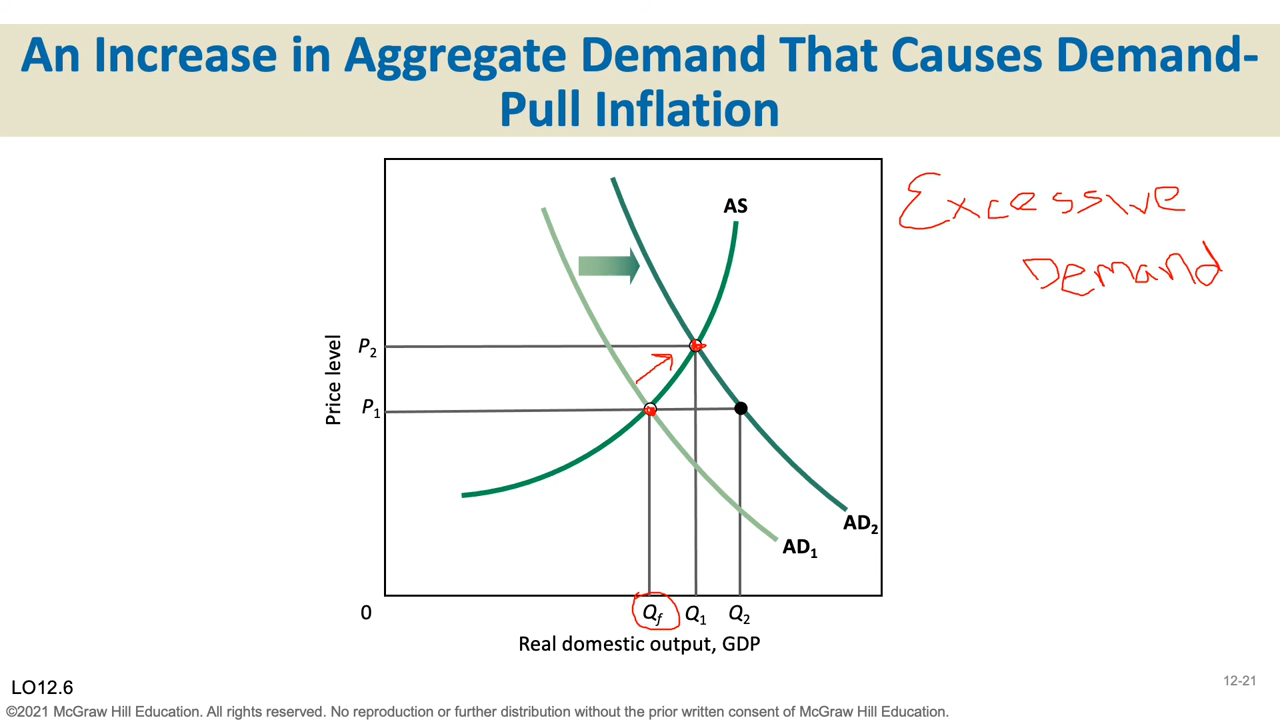 An Increase in Aggregate Demand That Causes Demand-
Pull Inflation
Excessive
Demand
AS
P2
P1
Price level
AD2
AD1
0
Qf
Q1
Q2
Real domestic output, GDP
LO12.6
12-21
©2021 McGraw Hill Education. All rights reserved. No reproduction or further distribution without the prior written consent of McGraw Hill Education.